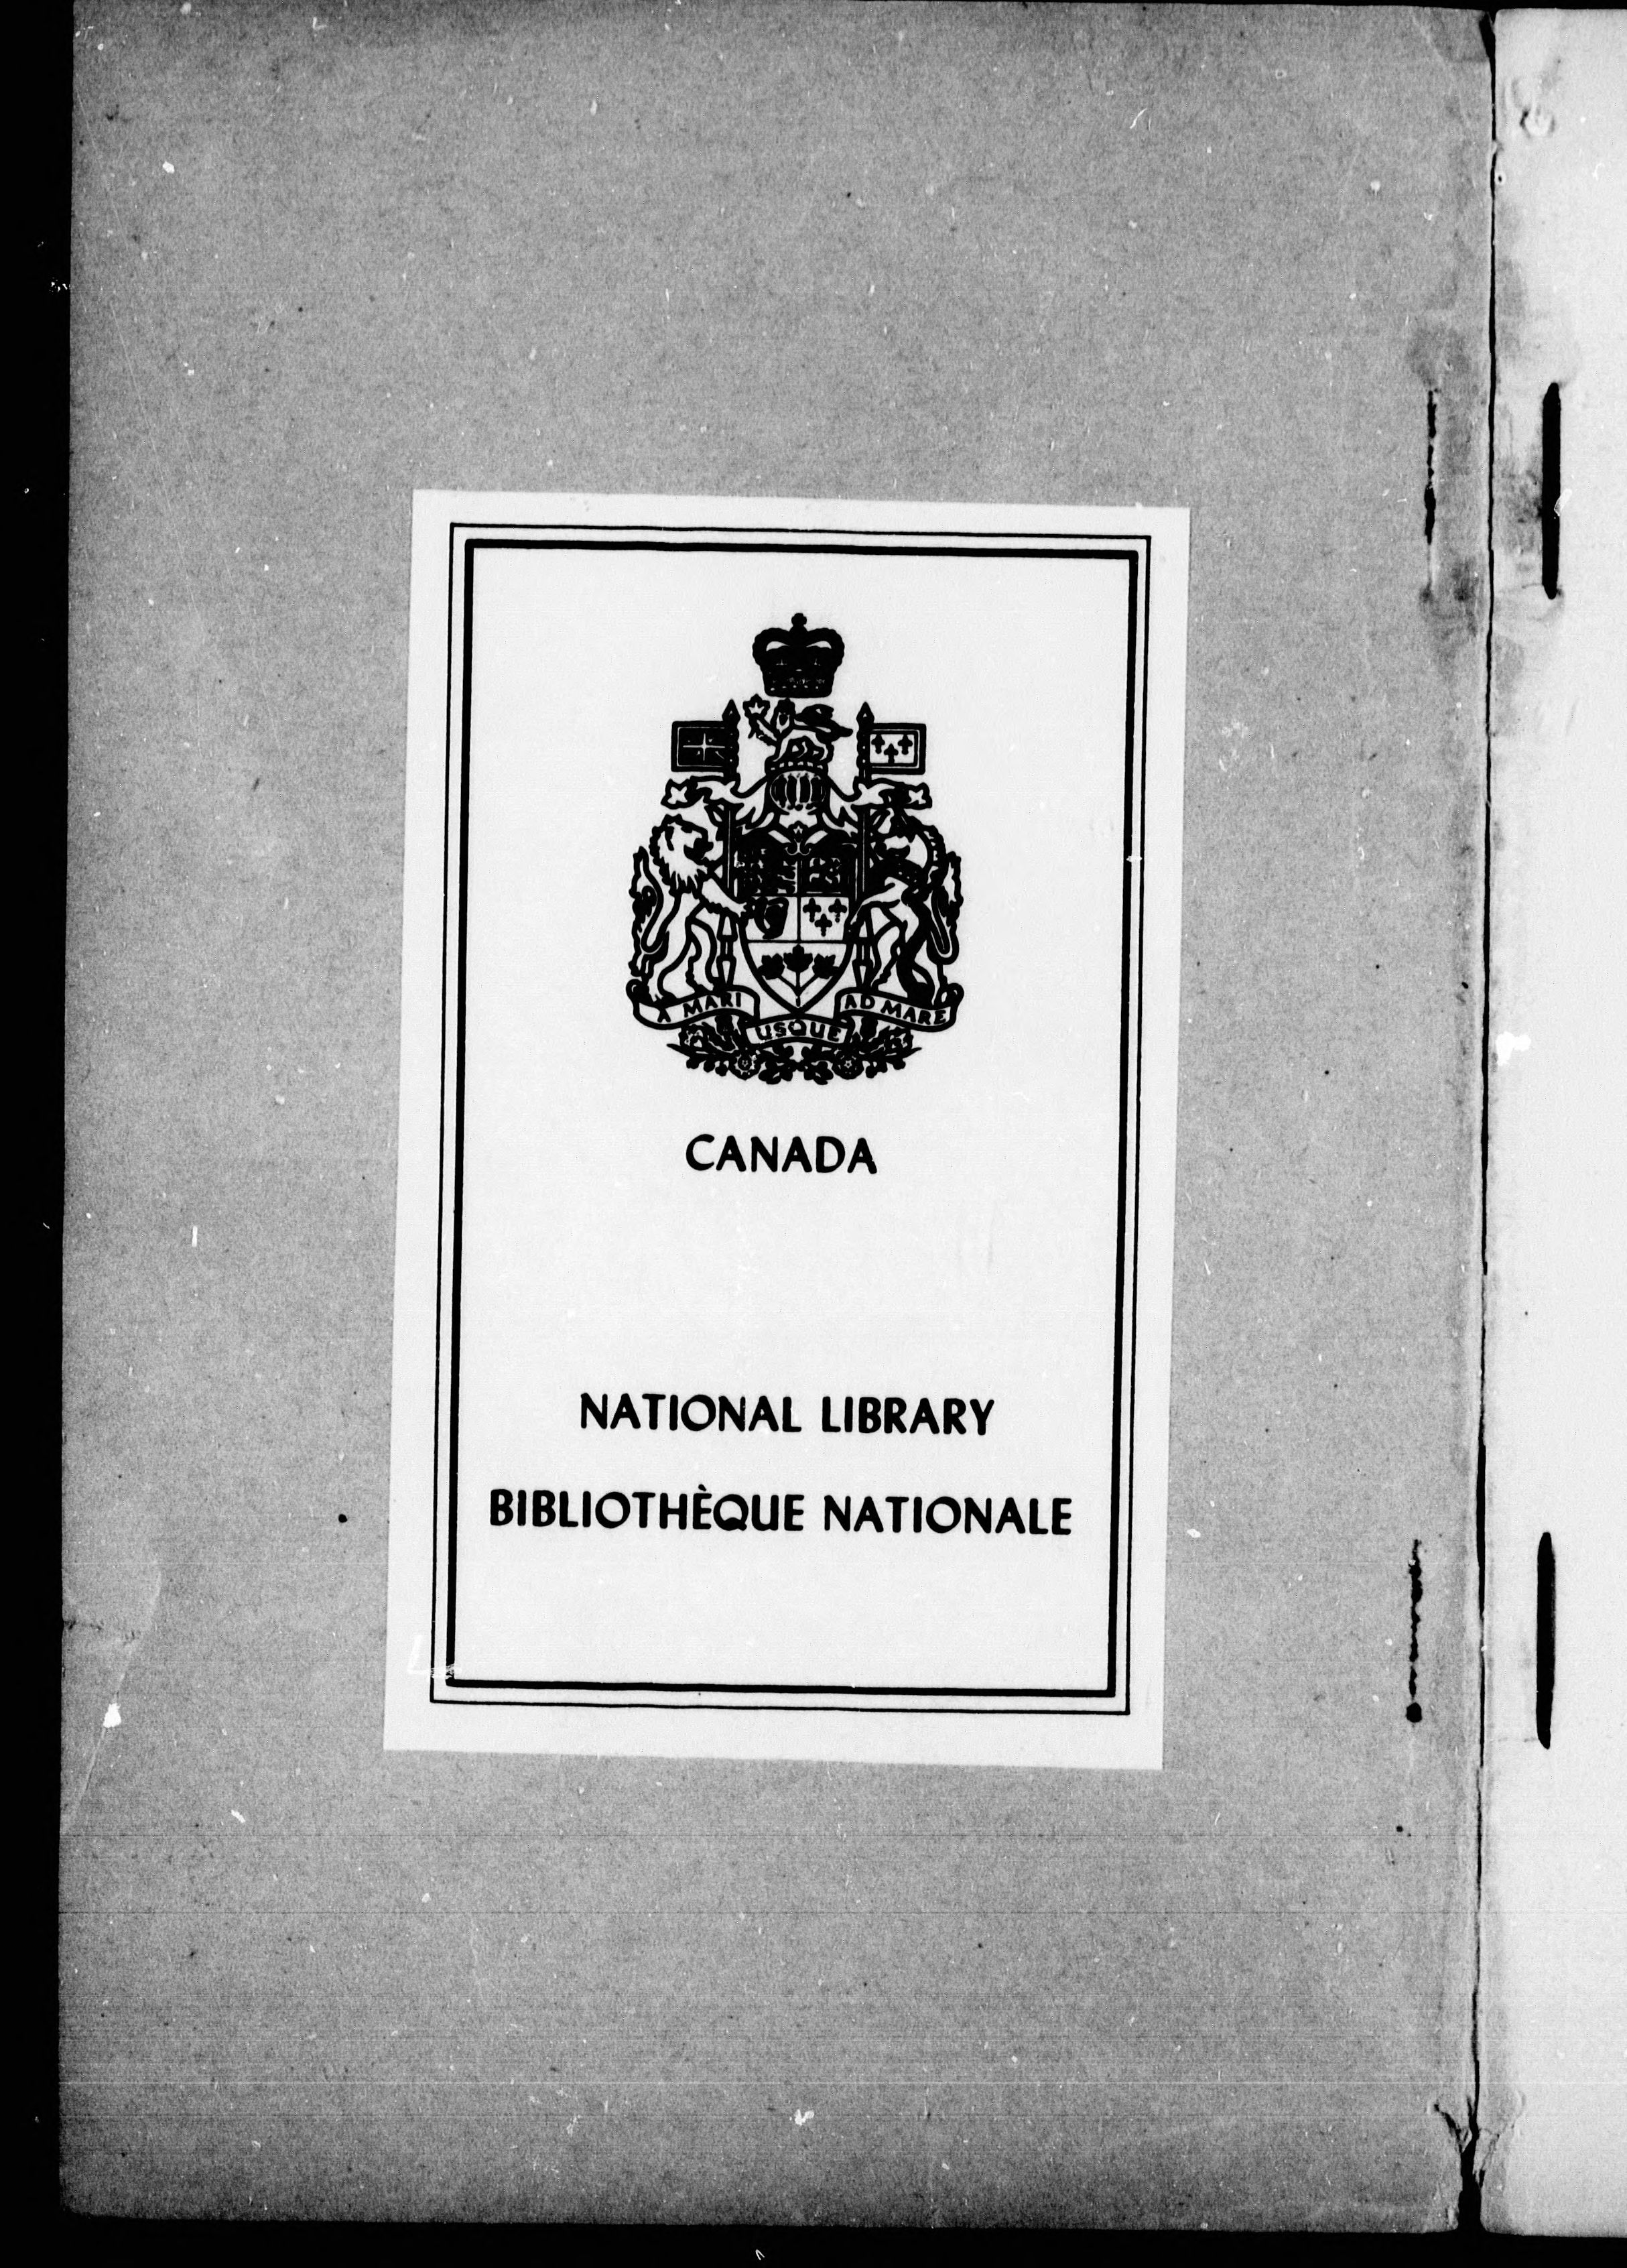 A MARI USQUE AD MARE
CANADA
NATIONAL LIBRARY
BIBLIOTHÈQUE NATIONALE